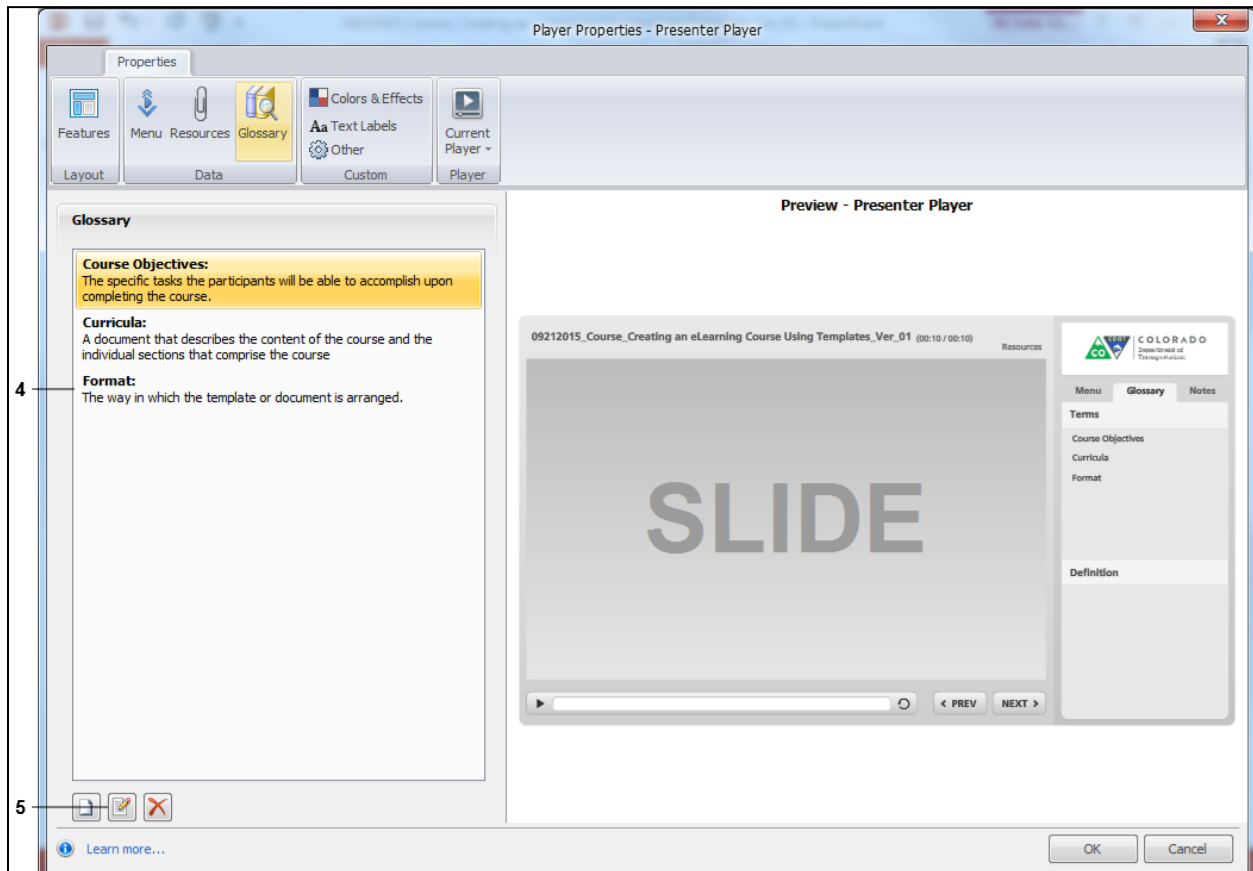 Player Properties - Presenter Player
Properties
Features
Menu
Resources
Glossary
Colors & Effects
Aa Text Labels
Other
Current
Player
Layout
Data
Custom
Player
Glossary
Course Objectives:
The specific tasks the participants will be able to accomplish upon
completing the course.
Curricula:
A document that describes the content of the course and the
individual sections that comprise the course
Format:
The way in which the template or document is arranged.
4
5
Learn more...
Preview - Presenter Player
09212015_Course_Creating an eLearning Course Using Templates_Ver_01 (00:10 / 00:10)
Resources
CO
COLORADO
Department of
Transportation
Menu
Glossary
Notes
Terms
Course Objectives
Curricula
Format
Definition
SLIDE
< PREV
NEXT >
OK
Cancel